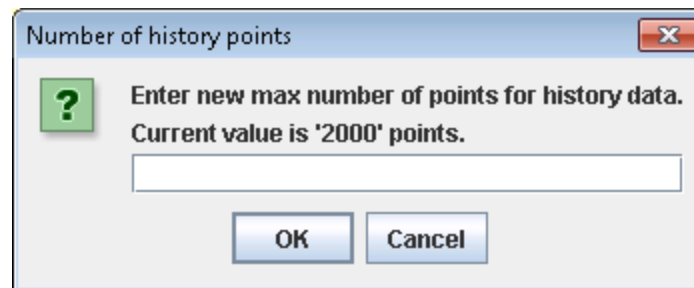 Number of history points
?
Enter new max number of points for history data.
Current value is '2000' points.
OK
Cancel